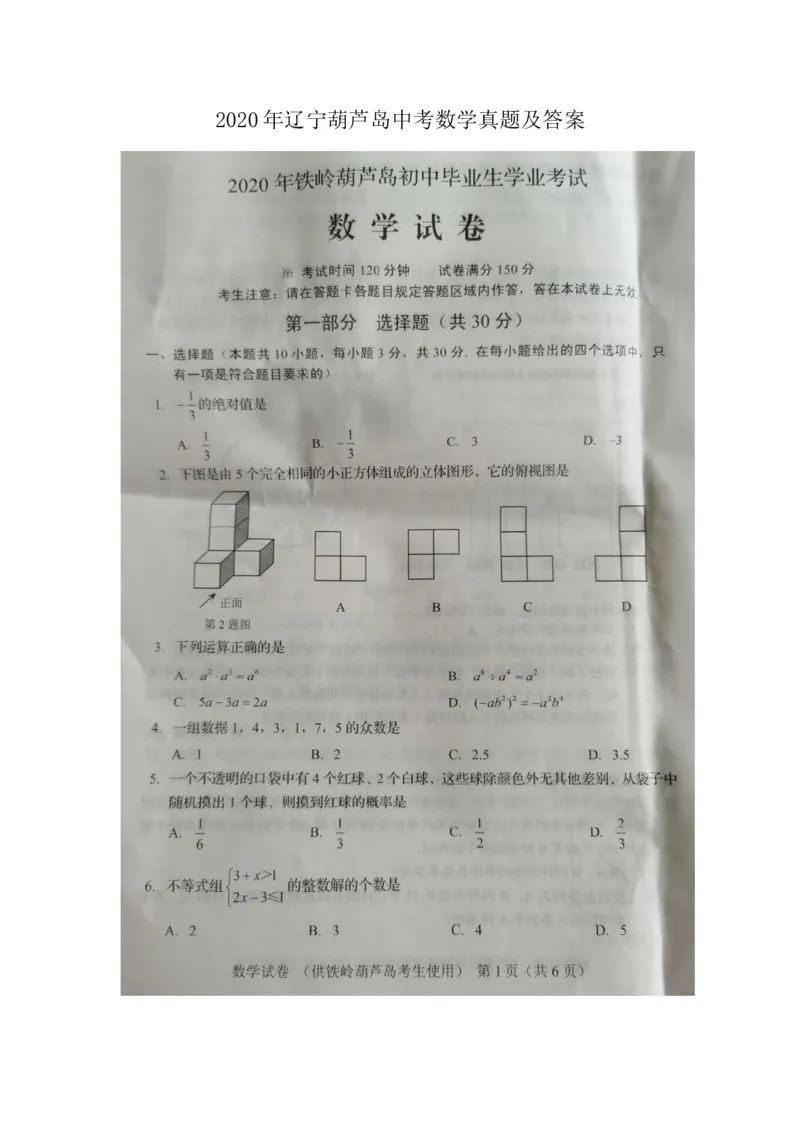 2020年辽宁葫芦岛中考数学真题及答案
2020年铁岭葫芦岛初中毕业生学业考试
数 学 试 卷
※ 考试时间120分钟 试卷满分150分
考生注意：请在答题卡各题目规定答题区域内作答，答在本试卷上无效
第一部分 选择题（共30分）
一、选择题（本题共10小题，每小题3分，共30分．在每小题给出的四个选项中，只
有一项是符合题目要求的）
1. -1/3的绝对值是
A. 1/3 B. -1/3 C. 3 D. -3
2. 下图是由5个完全相同的小正方体组成的立体图形，它的俯视图是
正面
A B C D
第2题图
3. 下列运算正确的是
A. a²·a³=a⁶ B. a⁸÷a⁴=a²
C. 5a-3a=2a D. (-ab²)²=-a²b⁴
4. 一组数据1，4，3，1，7，5的众数是
A. 1 B. 2 C. 2.5 D. 3.5
5. 一个不透明的口袋中有4个红球、2个白球，这些球除颜色外无其他差别，从袋子中
随机摸出1个球，则摸到红球的概率是
A. 1/6 B. 1/3 C. 1/2 D. 2/3
6. 不等式组{3+x>1 2x-3≤1 的整数解的个数是
A. 2 B. 3 C. 4 D. 5
数学试卷 （供铁岭葫芦岛考生使用） 第1页（共6页）